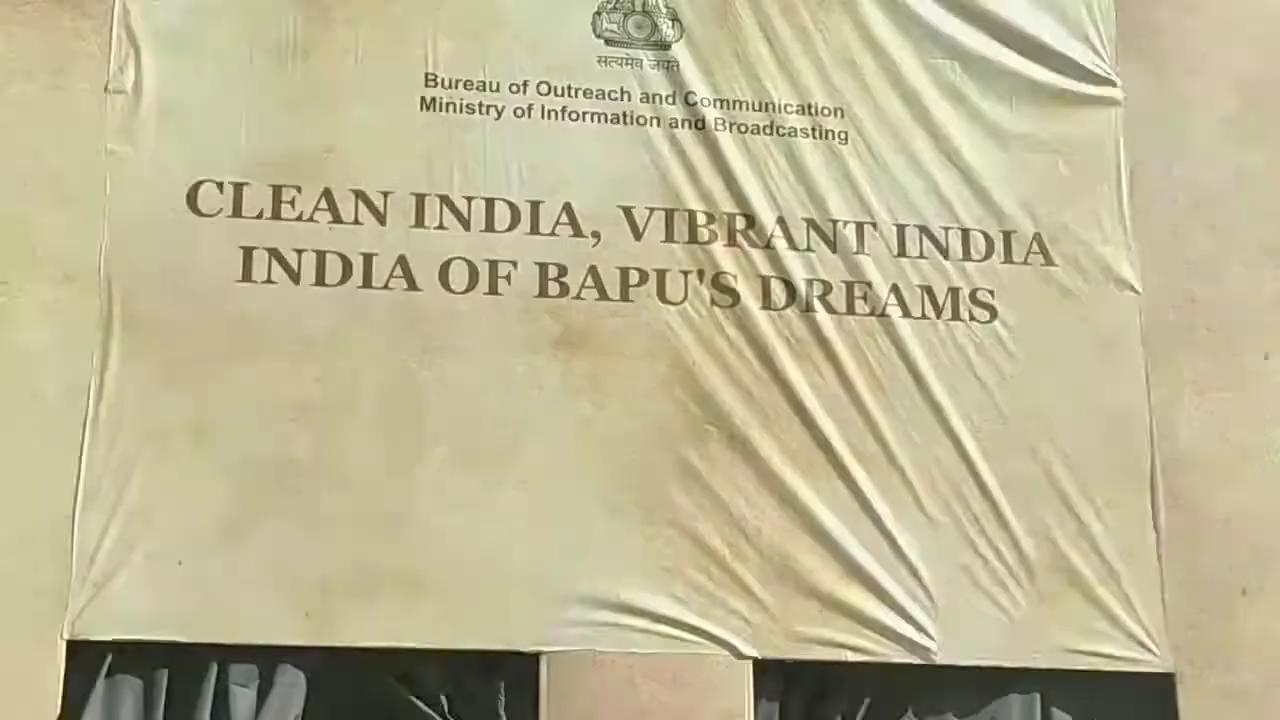 सत्यमेव जयते
Bureau of Outreach and Communication
Ministry of Information and Broadcasting
CLEAN INDIA, VIBRANT INDIA
INDIA OF BAPU'S DREAMS